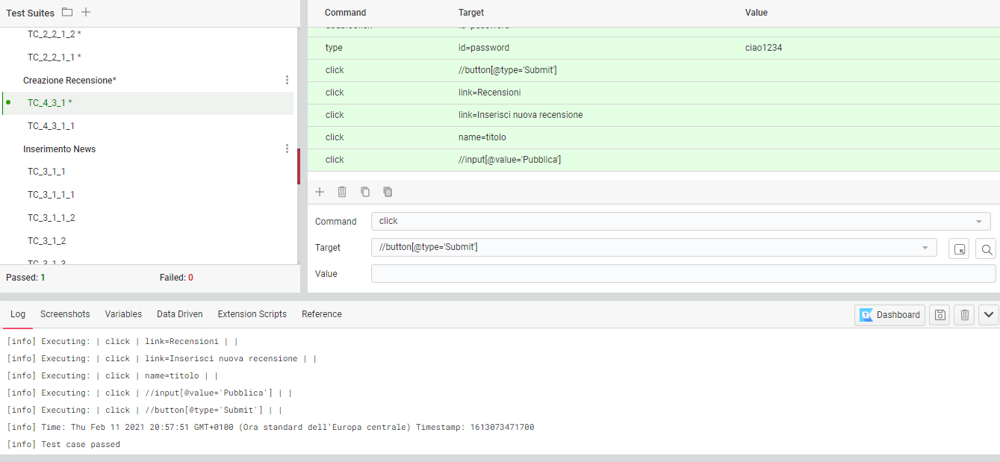 Test Suites
TC_2_2_1_2 *
TC_2_2_1_1 *
Creazione Recensione*
TC_4_3_1 *
TC_4_3_1_1
Inserimento News
TC_3_1_1
TC_3_1_1_1
TC_3_1_1_2
TC_3_1_2
TC_3_1_3
Passed: 1 Failed: 0
Command Target Value
doubleClick id=password
type id=password ciao1234
click //button[@type='Submit']
click link=Recensioni
click link=Inserisci nuova recensione
click name=titolo
click //input[@value='Pubblica']
Command click
Target //button[@type='Submit']
Value
Log Screenshots Variables Data Driven Extension Scripts Reference Dashboard
[info] Executing: | click | link=Recensioni | |
[info] Executing: | click | link=Inserisci nuova recensione | |
[info] Executing: | click | name=titolo | |
[info] Executing: | click | //input[@value='Pubblica'] | |
[info] Executing: | click | //button[@type='Submit'] | |
[info] Time: Thu Feb 11 2021 20:57:51 GMT+0100 (Ora standard dell'Europa centrale) Timestamp: 1613073471700
[info] Test case passed